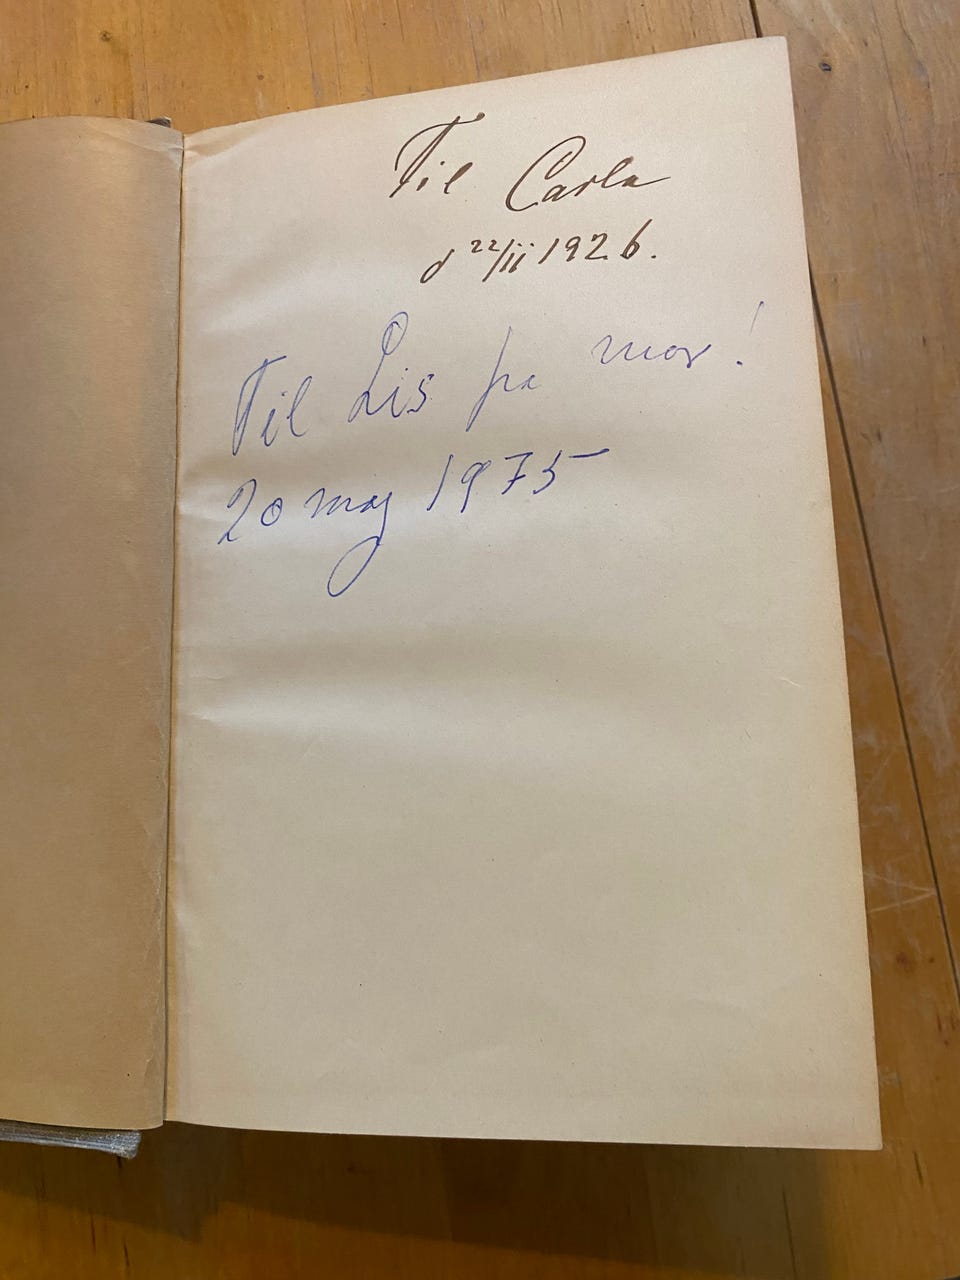 Til Carla
d 22/ii 1926.
Til Lis fra mor!
20 maj 1975